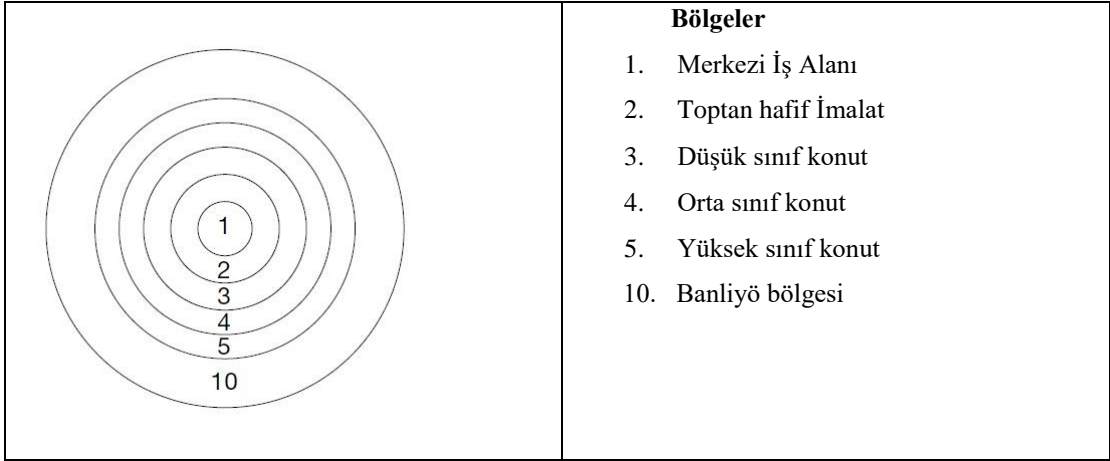 1
2
3
4
5
10
Bölgeler
1. Merkezi İş Alanı
2. Toptan hafif İmalat
3. Düşük sınıf konut
4. Orta sınıf konut
5. Yüksek sınıf konut
10. Banliyö bölgesi